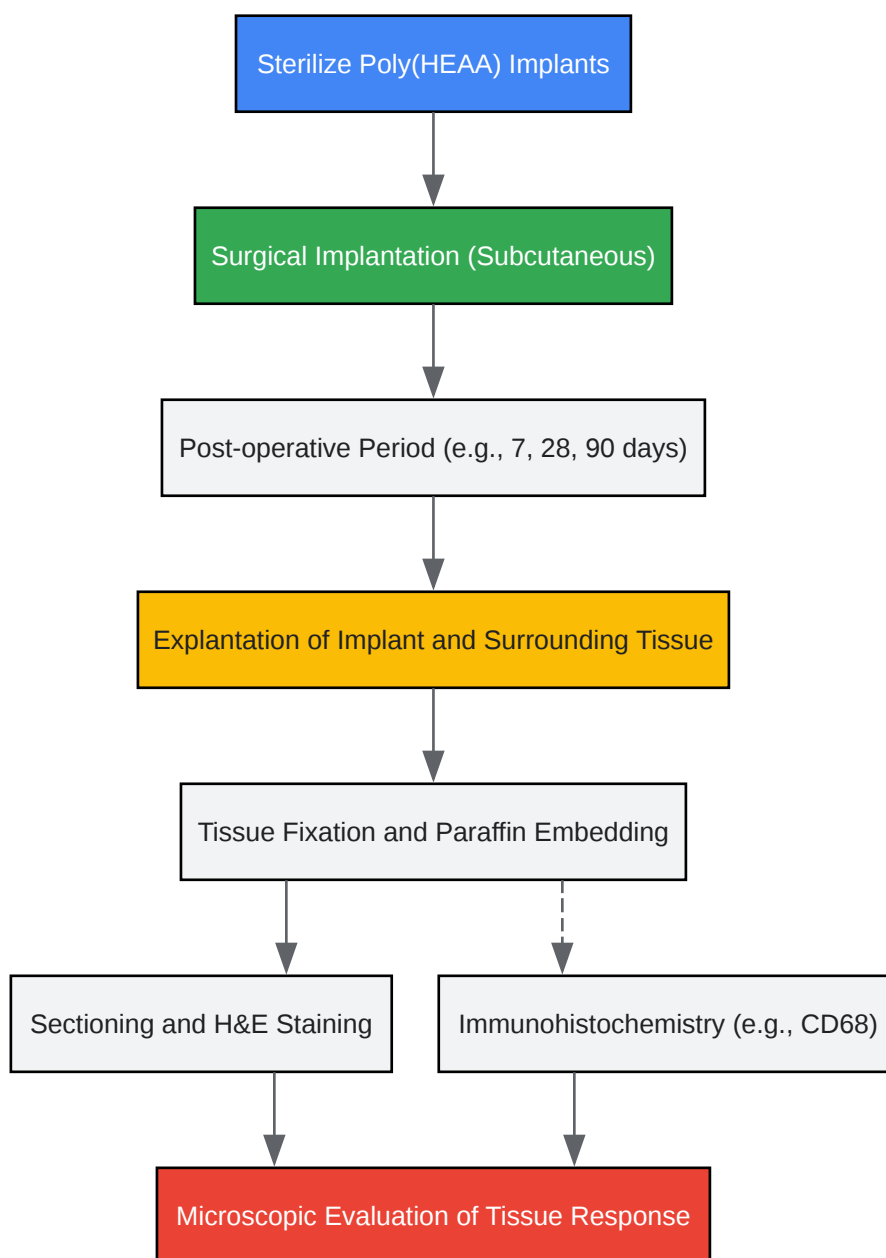 Sterilize Poly(HEAA) Implants
Surgical Implantation (Subcutaneous)
Post-operative Period (e.g., 7, 28, 90 days)
Explantation of Implant and Surrounding Tissue
Tissue Fixation and Paraffin Embedding
Sectioning and H&E Staining
Immunohistochemistry (e.g., CD68)
Microscopic Evaluation of Tissue Response